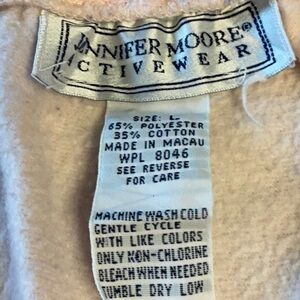 JENNIFER MOORE®
ACTIVEWEAR
SIZE: L
65% POLYESTER
35% COTTON
MADE IN MACAU
WPL 8046
SEE REVERSE
FOR CARE
MACHINE WASH COLD
GENTLE CYCLE
WITH LIKE COLORS
ONLY NON-CHLORINE
BLEACH WHEN NEEDED
TUMBLE DRY LOW